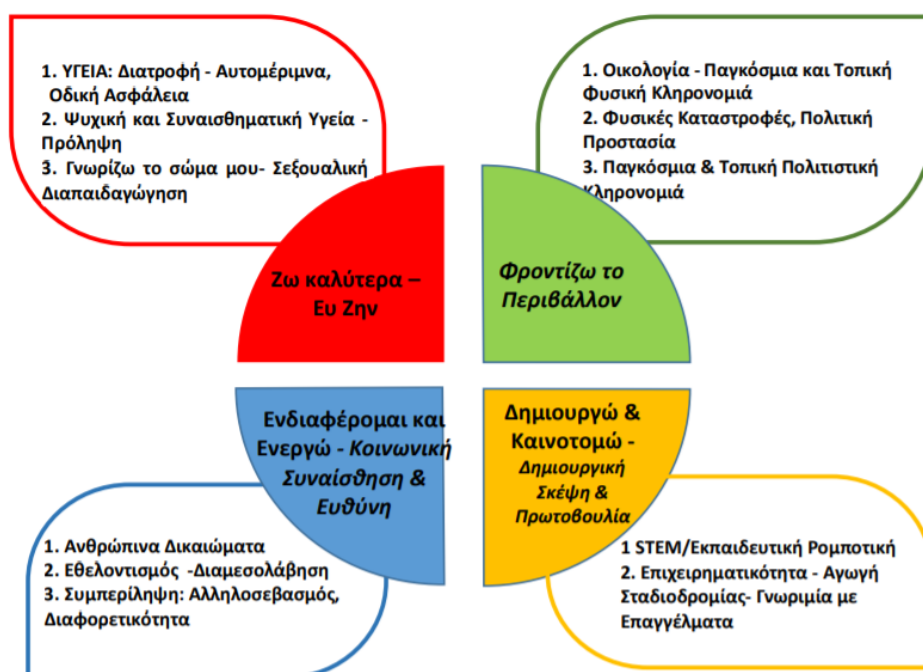 1. ΥΓΕΙΑ: Διατροφή - Αυτομέριμνα,
Οδική Ασφάλεια
2. Ψυχική και Συναισθηματική Υγεία -
Πρόληψη
3. Γνωρίζω το σώμα μου- Σεξουαλική
Διαπαιδαγώγηση
1. Οικολογία - Παγκόσμια και Τοπική
Φυσική Κληρονομιά
2. Φυσικές Καταστροφές, Πολιτική
Προστασία
3. Παγκόσμια & Τοπική Πολιτιστική
Κληρονομιά
Ζω καλύτερα –
Ευ Ζην
Φροντίζω το
Περιβάλλον
Ενδιαφέρομαι και
Ενεργώ - Κοινωνική
Συναίσθηση &
Ευθύνη
Δημιουργώ &
Καινοτομώ -
Δημιουργική
Σκέψη &
Πρωτοβουλία
1. Ανθρώπινα Δικαιώματα
2. Εθελοντισμός -Διαμεσολάβηση
3. Συμπερίληψη: Αλληλοσεβασμός,
Διαφορετικότητα
1 STEM/Εκπαιδευτική Ρομποτική
2. Επιχειρηματικότητα - Αγωγή
Σταδιοδρομίας- Γνωριμία με
Επαγγέλματα